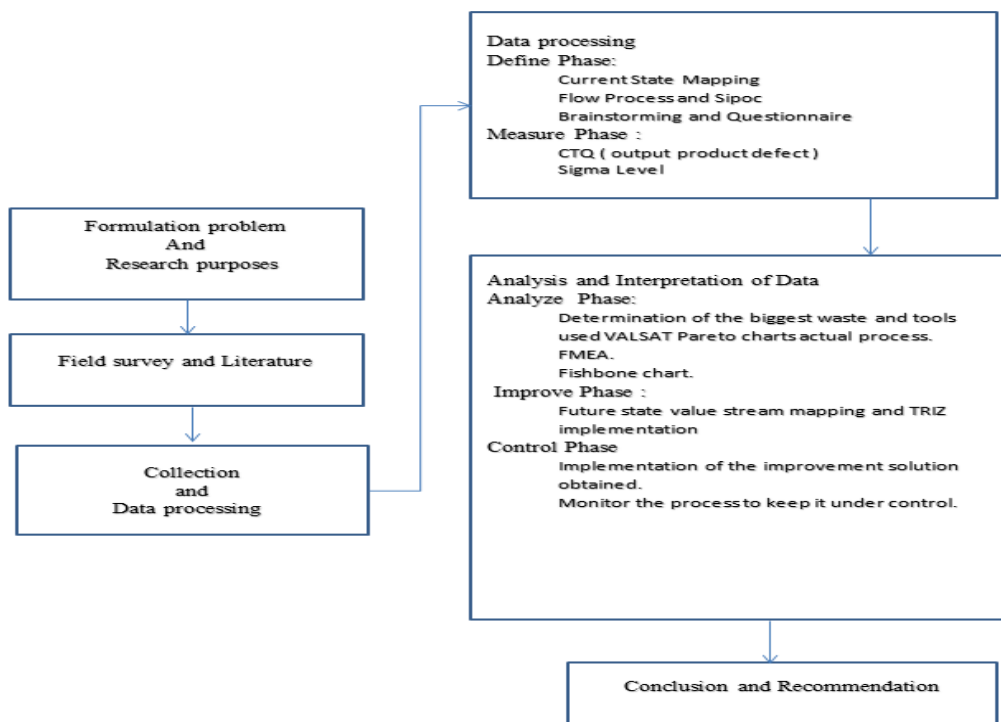 Formulation problem
And
Research purposes
Field survey and Literature
Collection
and
Data processing
Data processing
Define Phase:
Current State Mapping
Flow Process and Sipoc
Brainstorming and Questionnaire
Measure Phase :
CTQ ( output product defect )
Sigma Level
Analysis and Interpretation of Data
Analyze Phase:
Determination of the biggest waste and tools
used VALSAT Pareto charts actual process.
FMEA.
Fishbone chart.
Improve Phase :
Future state value stream mapping and TRIZ
implementation
Control Phase
Implementation of the improvement solution
obtained.
Monitor the process to keep it under control.
Conclusion and Recommendation